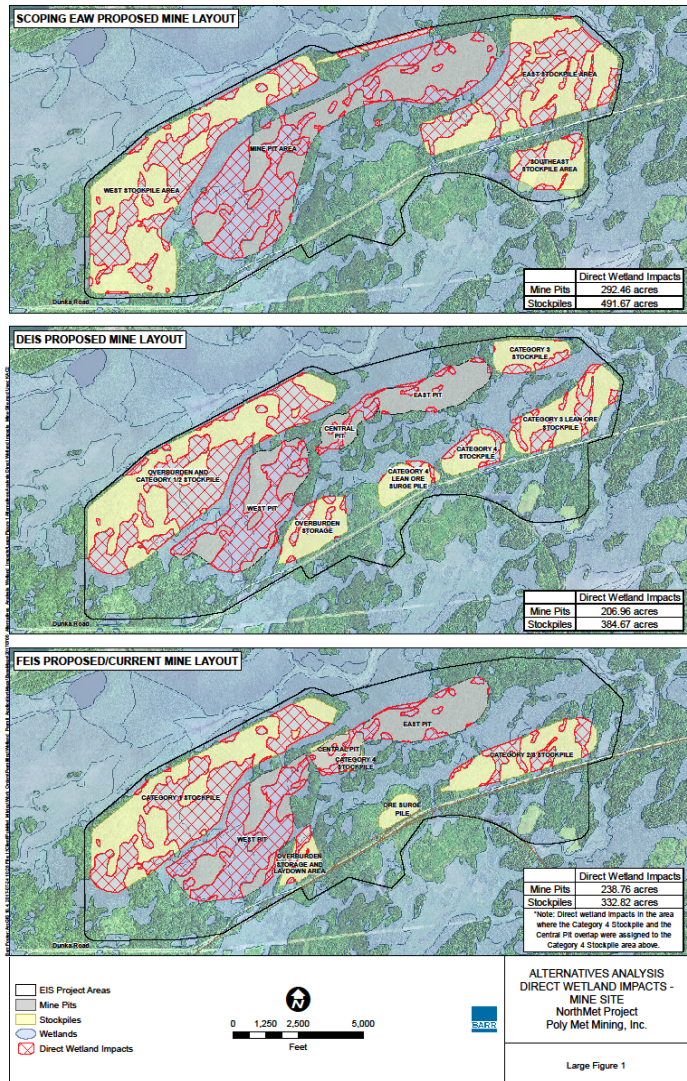 SCOPING EAW PROPOSED MINE LAYOUT
EAST STOCKPILE AREA
MINE PIT AREA
SOUTHEAST
STOCKPILE AREA
WEST STOCKPILE AREA
Dunka Road
Direct Wetland Impacts
Mine Pits 292.46 acres
Stockpiles 491.67 acres
DEIS PROPOSED MINE LAYOUT
CATEGORY 3
STOCKPILE
EAST PIT
CATEGORY 3 LEAN ORE
STOCKPILE
CENTRAL
PIT
CATEGORY 4
STOCKPILE
OVERBURDEN AND
CATEGORY 1/2 STOCKPILE
CATEGORY 4
LEAN ORE
SURGE PILE
WEST PIT
OVERBURDEN
STORAGE
Dunka Road
Direct Wetland Impacts
Mine Pits 206.96 acres
Stockpiles 384.67 acres
FEIS PROPOSED/CURRENT MINE LAYOUT
EAST PIT
CENTRAL PIT
CATEGORY 4
STOCKPILE
CATEGORY 2/3 STOCKPILE
CATEGORY 1 STOCKPILE
ORE SURGE
PILE
WEST PIT
OVERBURDEN
STORAGE AND
LAYDOWN AREA
Dunka Road
Direct Wetland Impacts
Mine Pits 238.76 acres
Stockpiles 332.82 acres
*Note: Direct wetland impacts in the area
where the Category 4 Stockpile and the
Central Pit overlap were assigned to the
Category 4 Stockpile area above.
EIS Project Areas
Mine Pits
Stockpiles
Wetlands
Direct Wetland Impacts
N
0 1,250 2,500 5,000
Feet
BARR
ALTERNATIVES ANALYSIS
DIRECT WETLAND IMPACTS -
MINE SITE
NorthMet Project
Poly Met Mining, Inc.
Large Figure 1